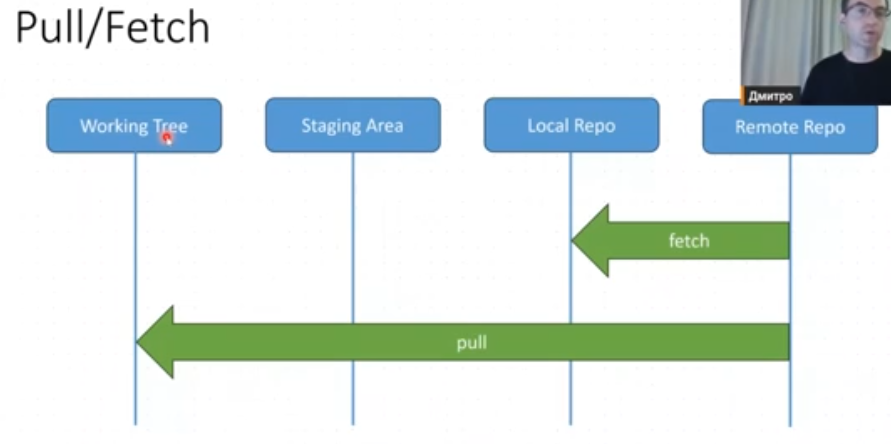 Pull/Fetch
Дмитро
Working Tree
Staging Area
Local Repo
Remote Repo
fetch
pull